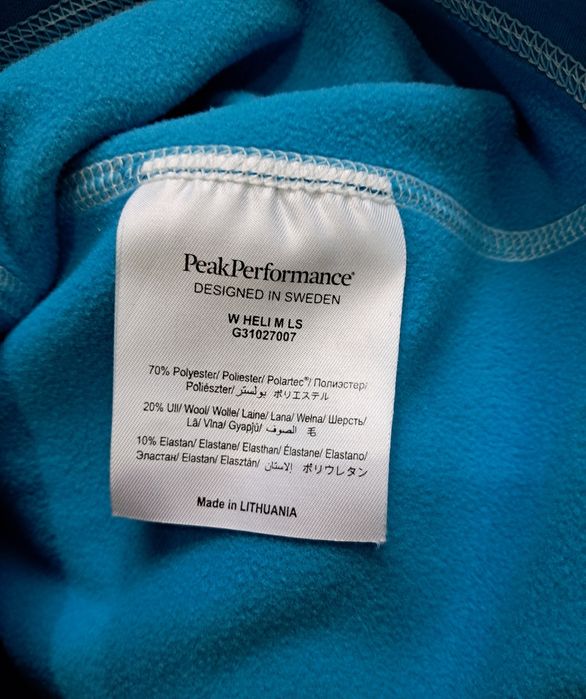 PeakPerformance®
DESIGNED IN SWEDEN
W HELI M LS
G31027007
70% Polyester/ Poliester/ Polartec®/ Полиэстер/
Poliészter/ بولستر/ ポリエステル
20% Ull/ Wool/ Wolle/ Laine/ Lana/ Wełna/ Шерсть/
Lã/ Vlna/ Gyapjú/ الصوف/ 毛
10% Elastan/ Elastane/ Elasthan/ Élastane/ Elastano/
Эластан/ Elastan/ Elasztán/ إلاستان/ ポリウレタン
Made in LITHUANIA